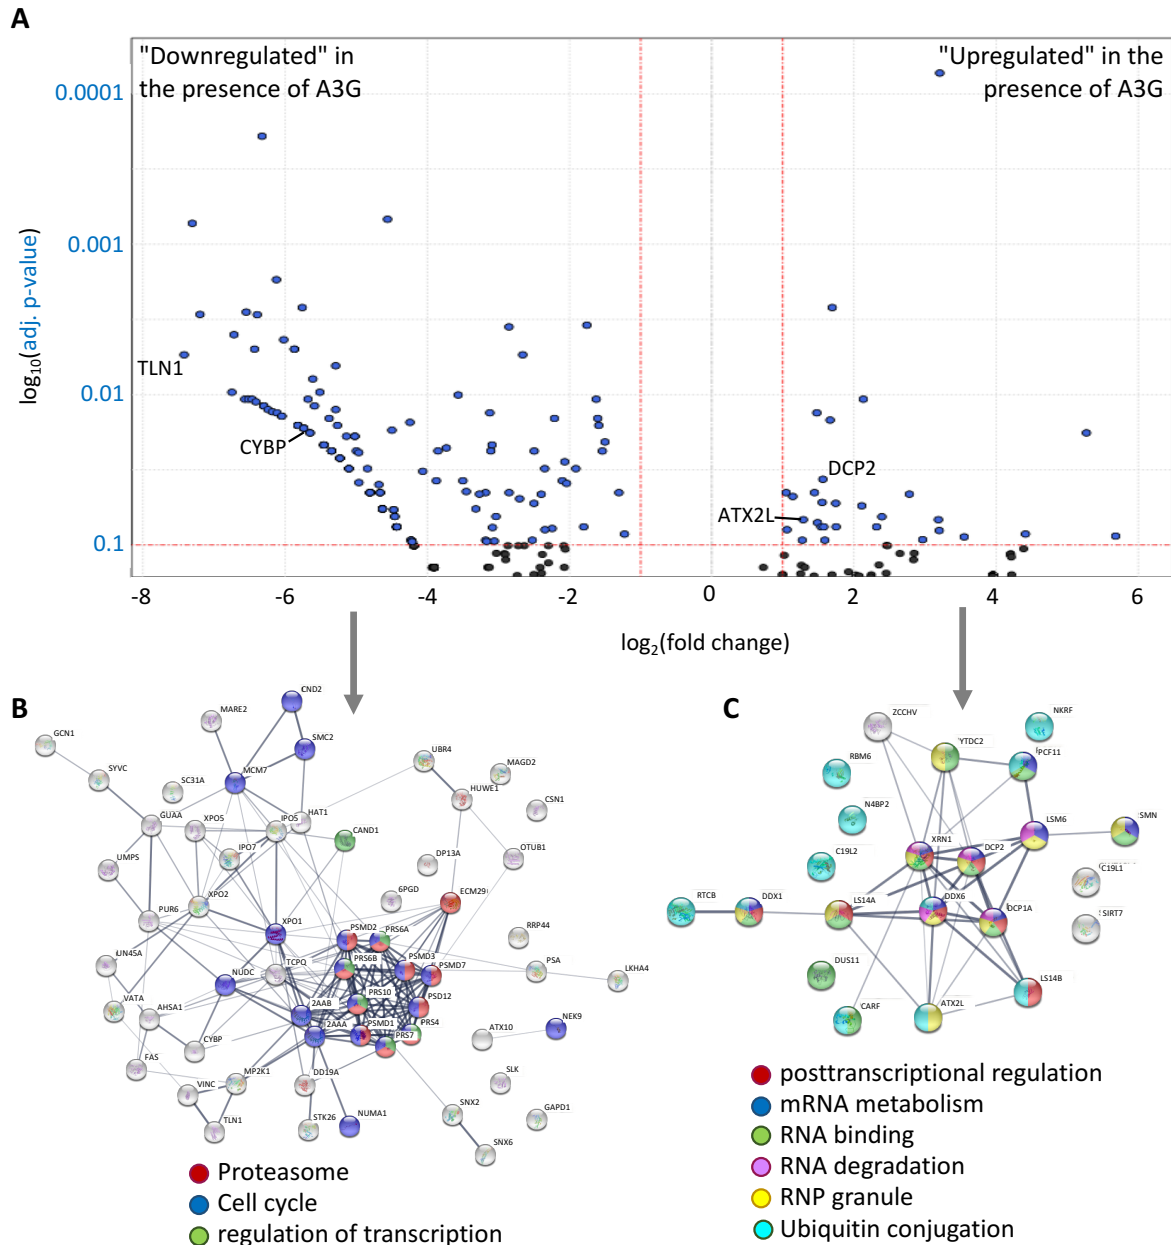 A
"Downregulated" in
the presence of A3G
"Upregulated" in the
presence of A3G
log10(adj. p-value)
0.0001
0.001
0.01
0.1
TLN1
CYBP
DCP2
ATX2L
-8 -6 -4 -2 0 2 4 6
log2(fold change)
B
CND2
MARE2
GCN1
SMC2
UBR4
SYVC
MCM7
MAGD2
SC31A
HUWE1
CSN1
GUAA
XPO5
IPO5
HAT1
CAND1
IPO7
DP13A
OTUB1
UMPS
XPO2
6PGD
ECM29
PUR6
XPO1
PSMD2
PRS6A
RRP44
UN45A
TCPQ
PRS6B
PSMD3
PSMD7
PSA
LKHA4
NUDC
VATA
PRS10
PSD12
AHSA1
2AAB
2AAA
PSMD1
PRS4
PRS7
ATX10
NEK9
CYBP
FAS
MP2K1
DD19A
SLK
VINC
TLN1
STK26
NUMA1
SNX2
GAPD1
SNX6
Proteasome
Cell cycle
regulation of transcription
C
ZCCHV
NKRF
YTDC2
PCF11
RBM6
N4BP2
LSM6
SMN
XRN1
DCP2
C19L2
C19L1
RTCB
DDX1
LS14A
DDX6
DCP1A
SIRT7
DUS11
LS14B
CARF
ATX2L
posttranscriptional regulation
mRNA metabolism
RNA binding
RNA degradation
RNP granule
Ubiquitin conjugation